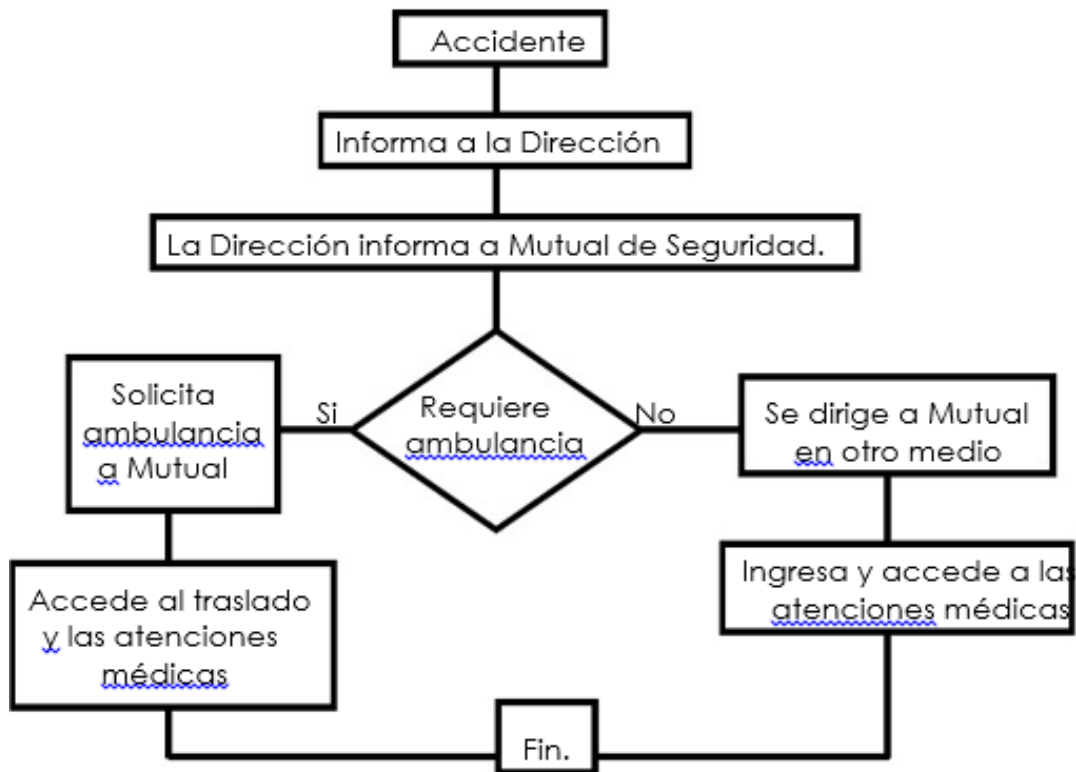 Accidente
Informa a la Dirección
La Dirección informa a Mutual de Seguridad.
Solicita
ambulancia
a Mutual
Si
Requiere
ambulancia
No
Se dirige a Mutual
en otro medio
Accede al traslado
y las atenciones
médicas
Ingresa y accede a las
atenciones médicas
Fin.